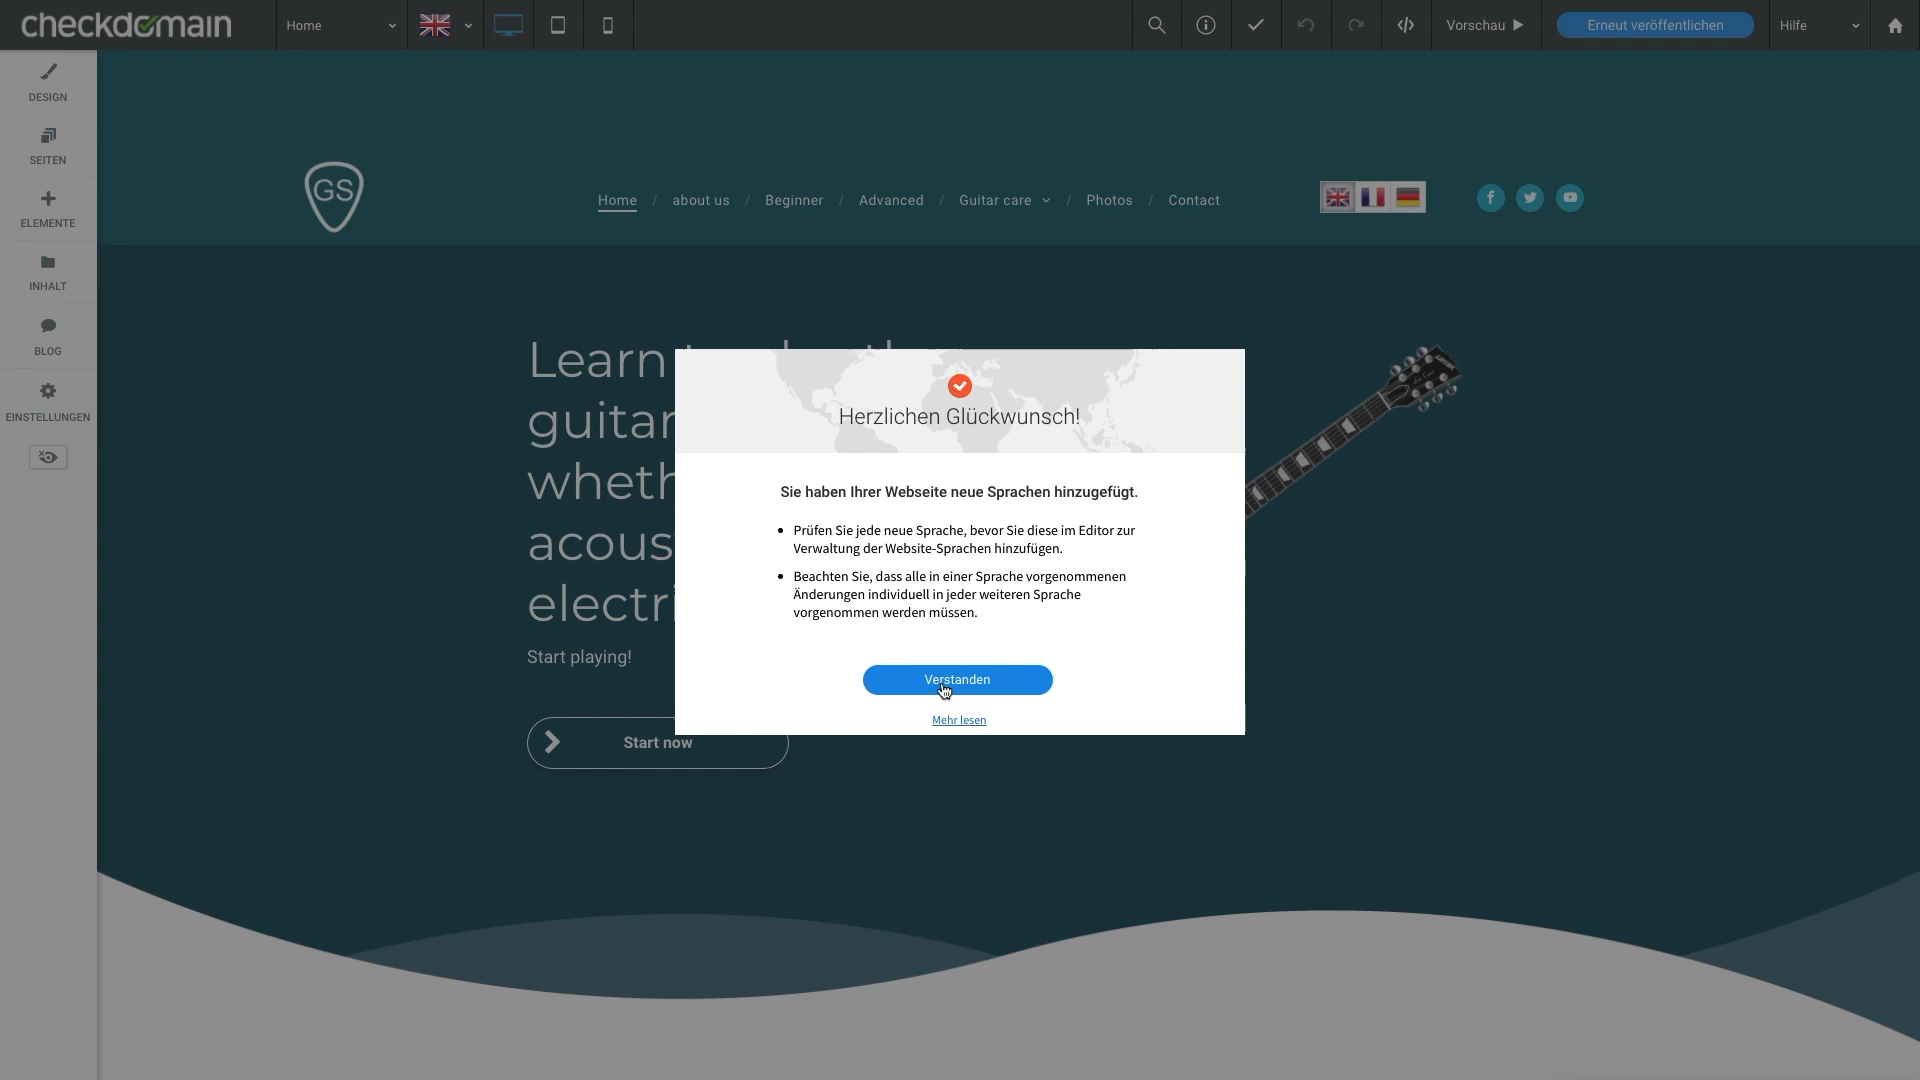 checkdomain
Home
Vorschau
Erneut veröffentlichen
Hilfe
DESIGN
SEITEN
ELEMENTE
INHALT
BLOG
EINSTELLUNGEN
GS
Home / about us / Beginner / Advanced / Guitar care / Photos / Contact
Learn
guitar
wheth
acous
electri
Start playing!
Start now
Herzlichen Glückwunsch!
Sie haben Ihrer Webseite neue Sprachen hinzugefügt.
• Prüfen Sie jede neue Sprache, bevor Sie diese im Editor zur
Verwaltung der Website-Sprachen hinzufügen.
• Beachten Sie, dass alle in einer Sprache vorgenommenen
Änderungen individuell in jeder weiteren Sprache
vorgenommen werden müssen.
Verstanden
Mehr lesen